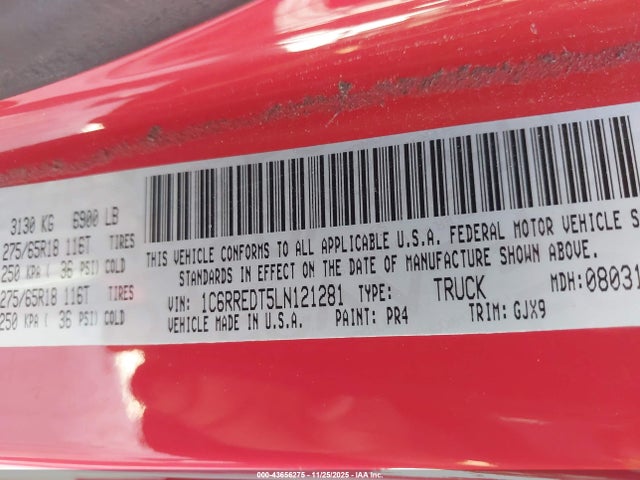 3130 KG 6900 LB
275/65R18 116T TIRES
250 KPA ( 36 PSI) COLD
275/65R18 116T TIRES
250 KPA ( 36 PSI) COLD
THIS VEHICLE CONFORMS TO ALL APPLICABLE U.S.A. FEDERAL MOTOR VEHICLE S
STANDARDS IN EFFECT ON THE DATE OF MANUFACTURE SHOWN ABOVE.
VIN: 1C6RREDT5LN121281 TYPE: TRUCK MDH: 08031
VEHICLE MADE IN U.S.A. PAINT: PR4 TRIM: GJX9
000-43656275 - 11/25/2025 - IAA Inc.